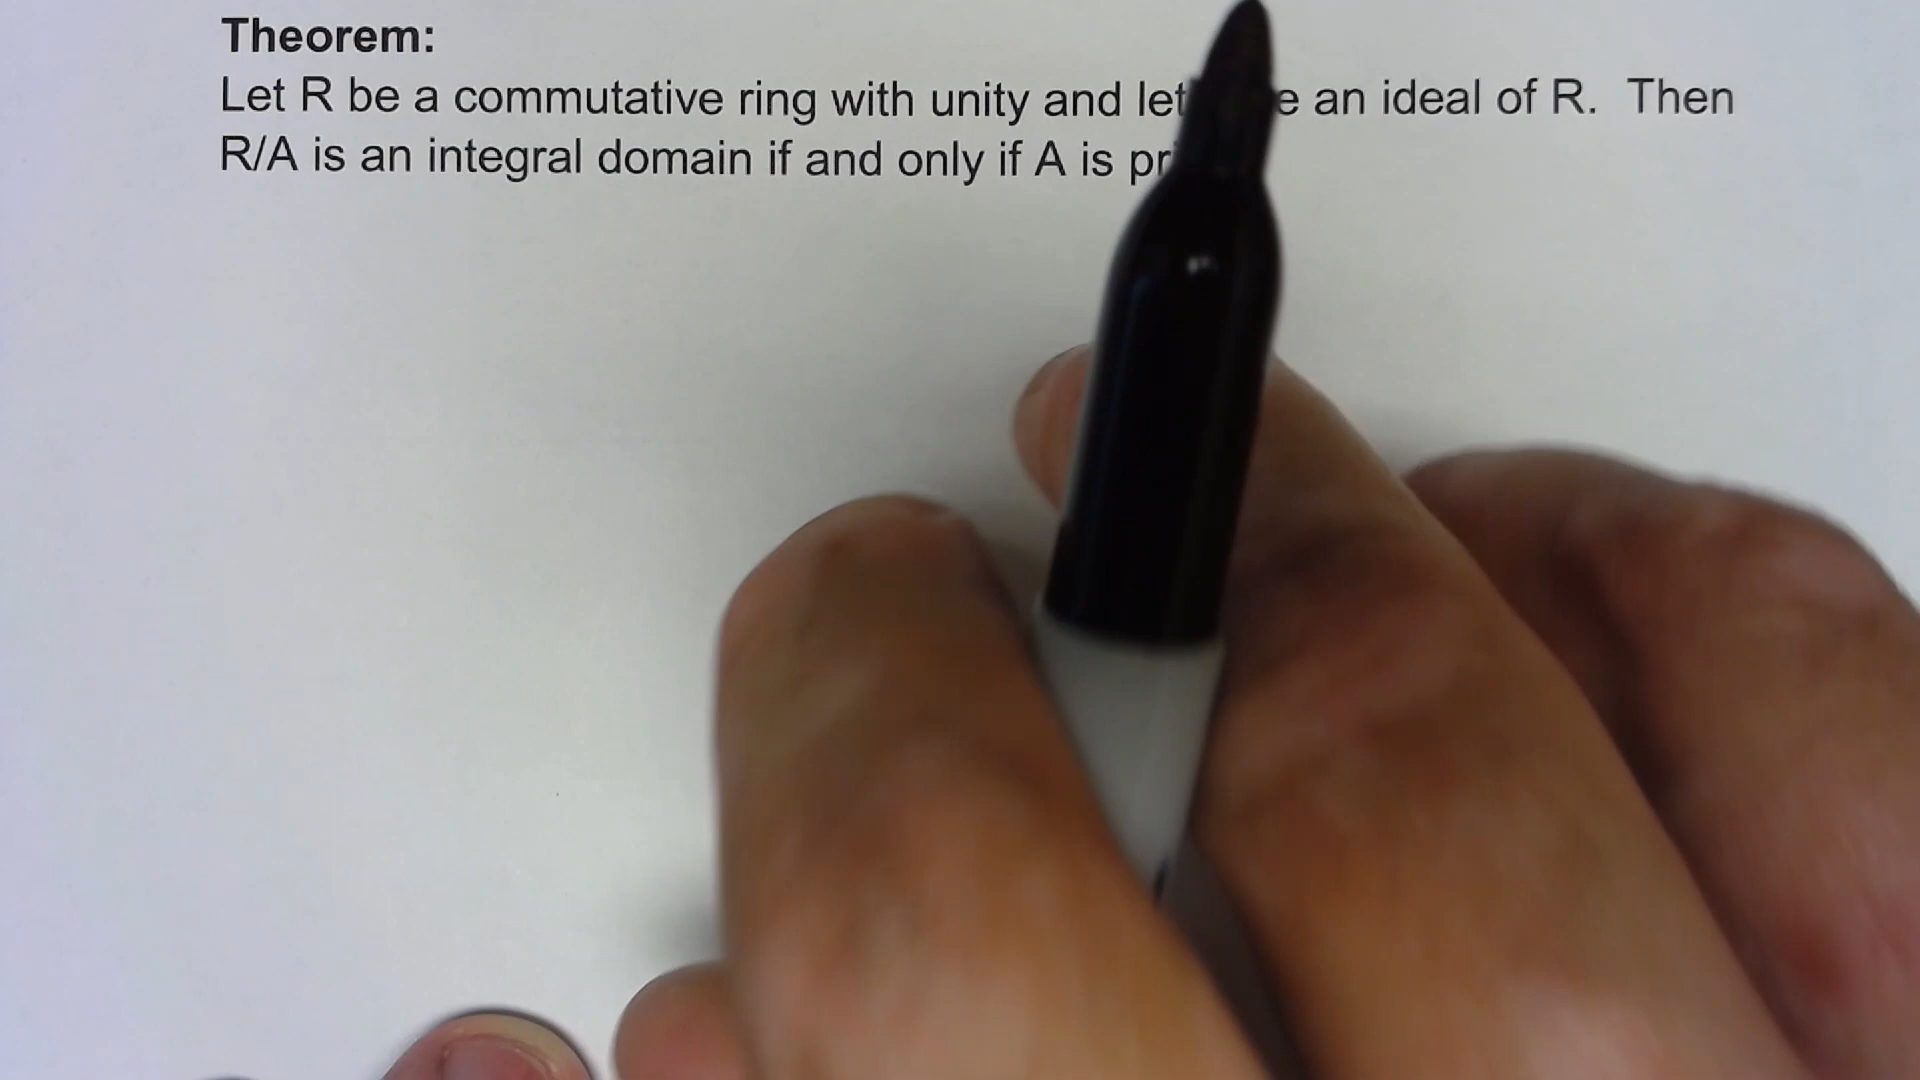 Theorem:
Let R be a commutative ring with unity and let an ideal of R. Then
R/A is an integral domain if and only if A is